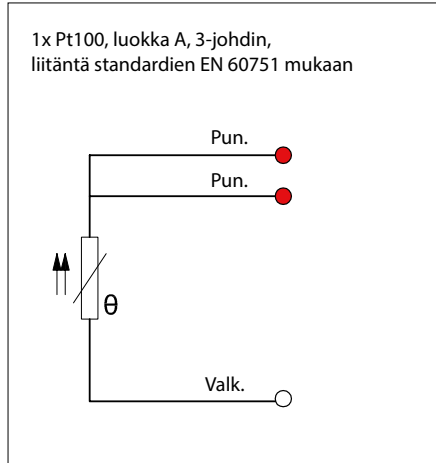 1x Pt100, luokka A, 3-johdin,
liitäntä standardien EN 60751 mukaan
Pun.
Pun.
θ
Valk.